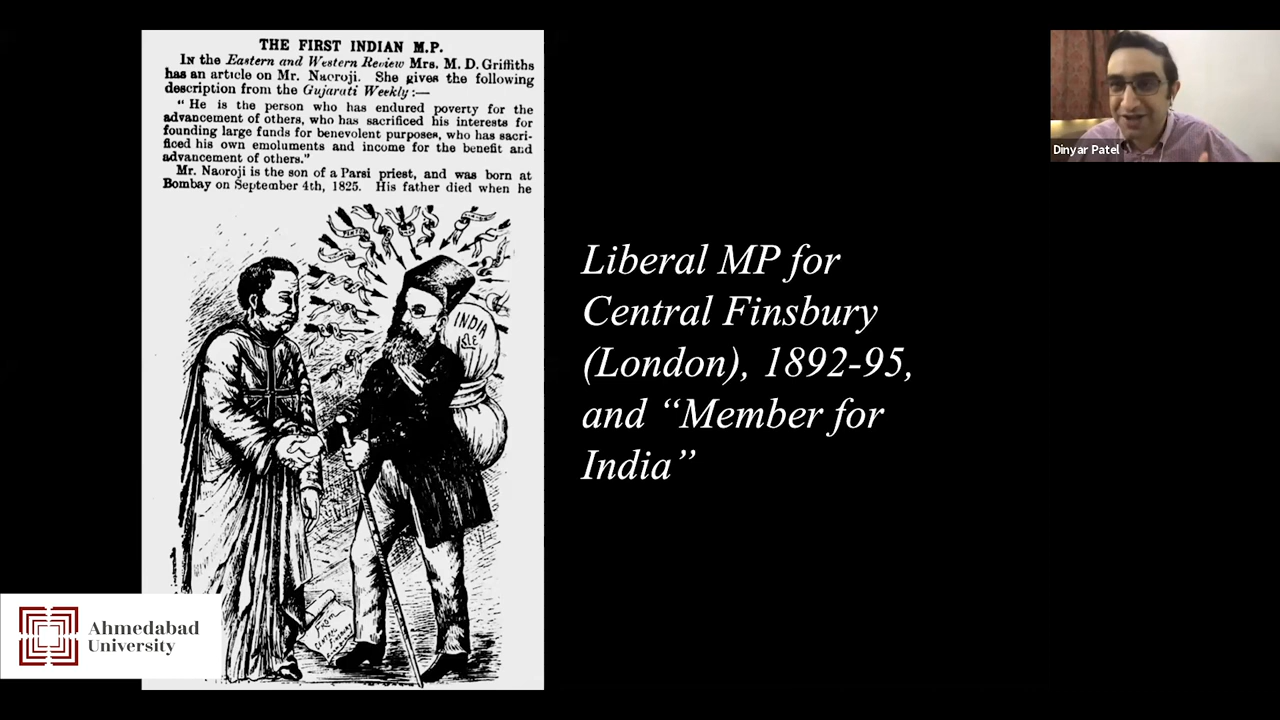 THE FIRST INDIAN M.P.
In the Eastern and Western Review Mrs. M. D. Griffiths
has an article on Mr. Naoroji. She gives the following
description from the Gujarati Weekly:—
" He is the person who has endured poverty for the
advancement of others, who has sacrificed his interests for
founding large funds for benevolent purposes, who has sacri-
ficed his own emoluments and income for the benefit and
advancement of others."
Mr. Naoroji is the son of a Parsi priest, and was born at
Bombay on September 4th, 1825. His father died when he
INDIA
Liberal MP for
Central Finsbury
(London), 1892-95,
and “Member for
India”
Dinyar Patel
Ahmedabad
University